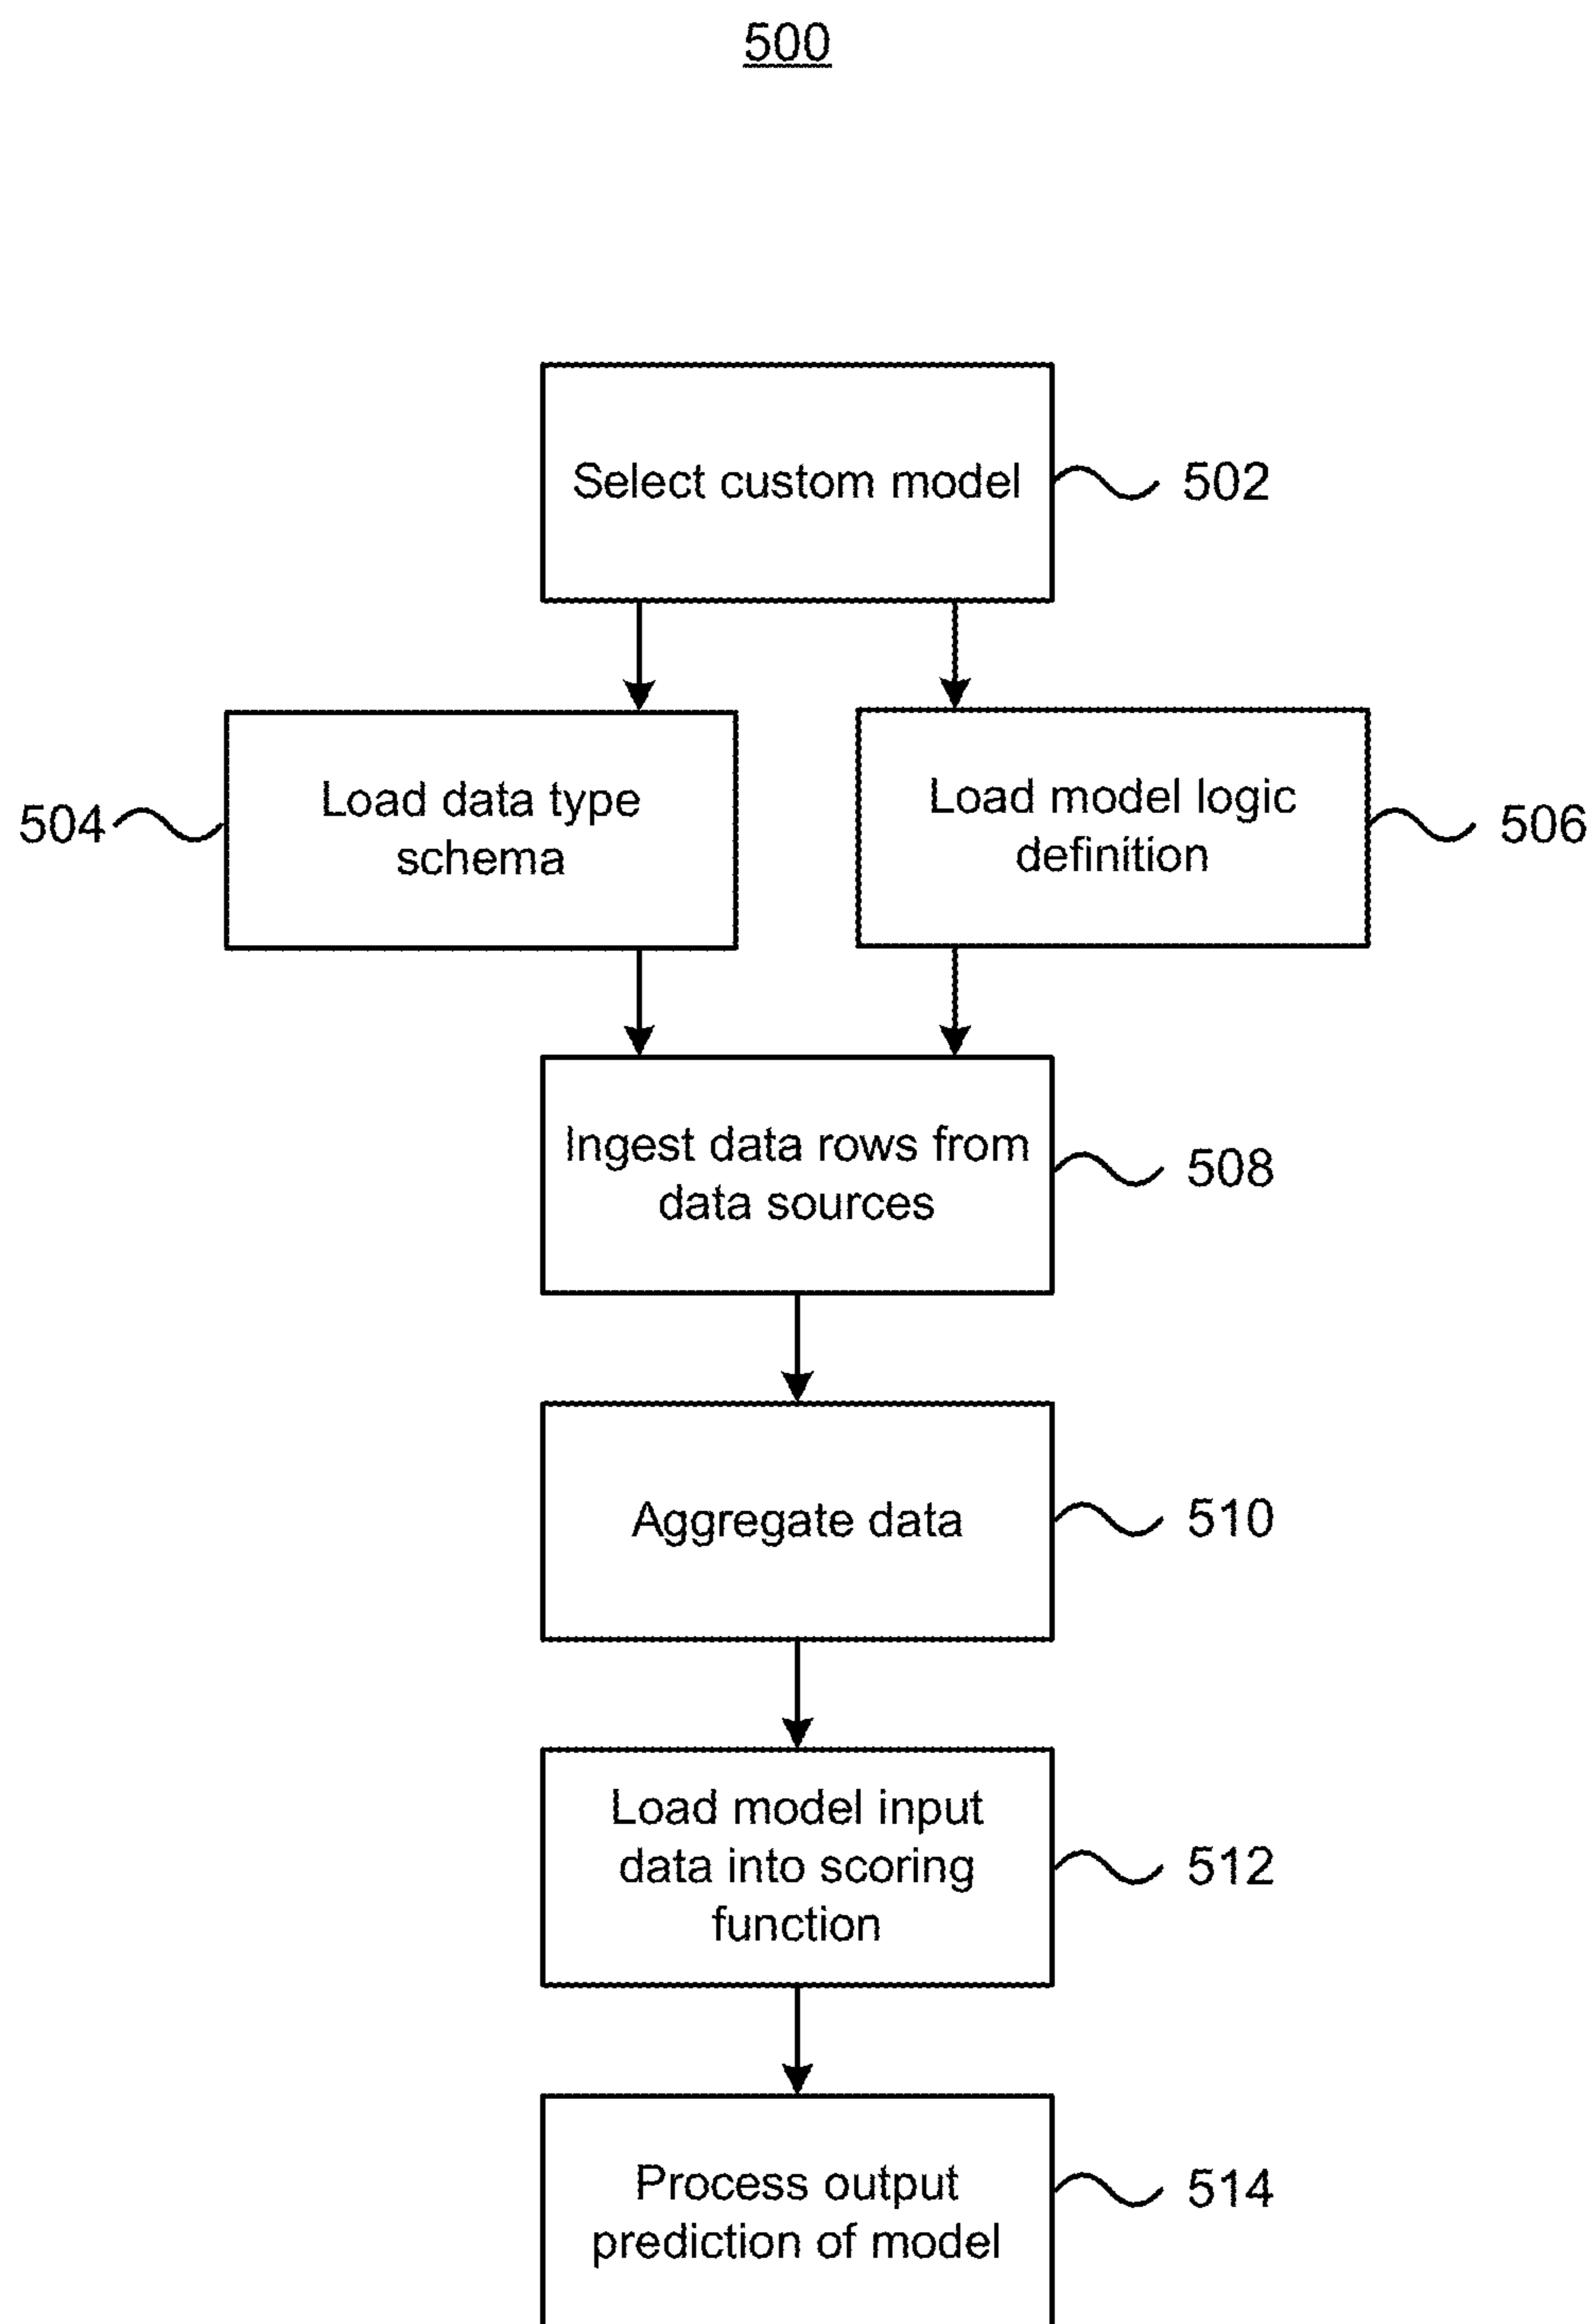 500
Select custom model
502
504
Load data type
schema
Load model logic
definition
506
Ingest data rows from
data sources
508
Aggregate data
510
Load model input
data into scoring
function
512
Process output
prediction of model
514